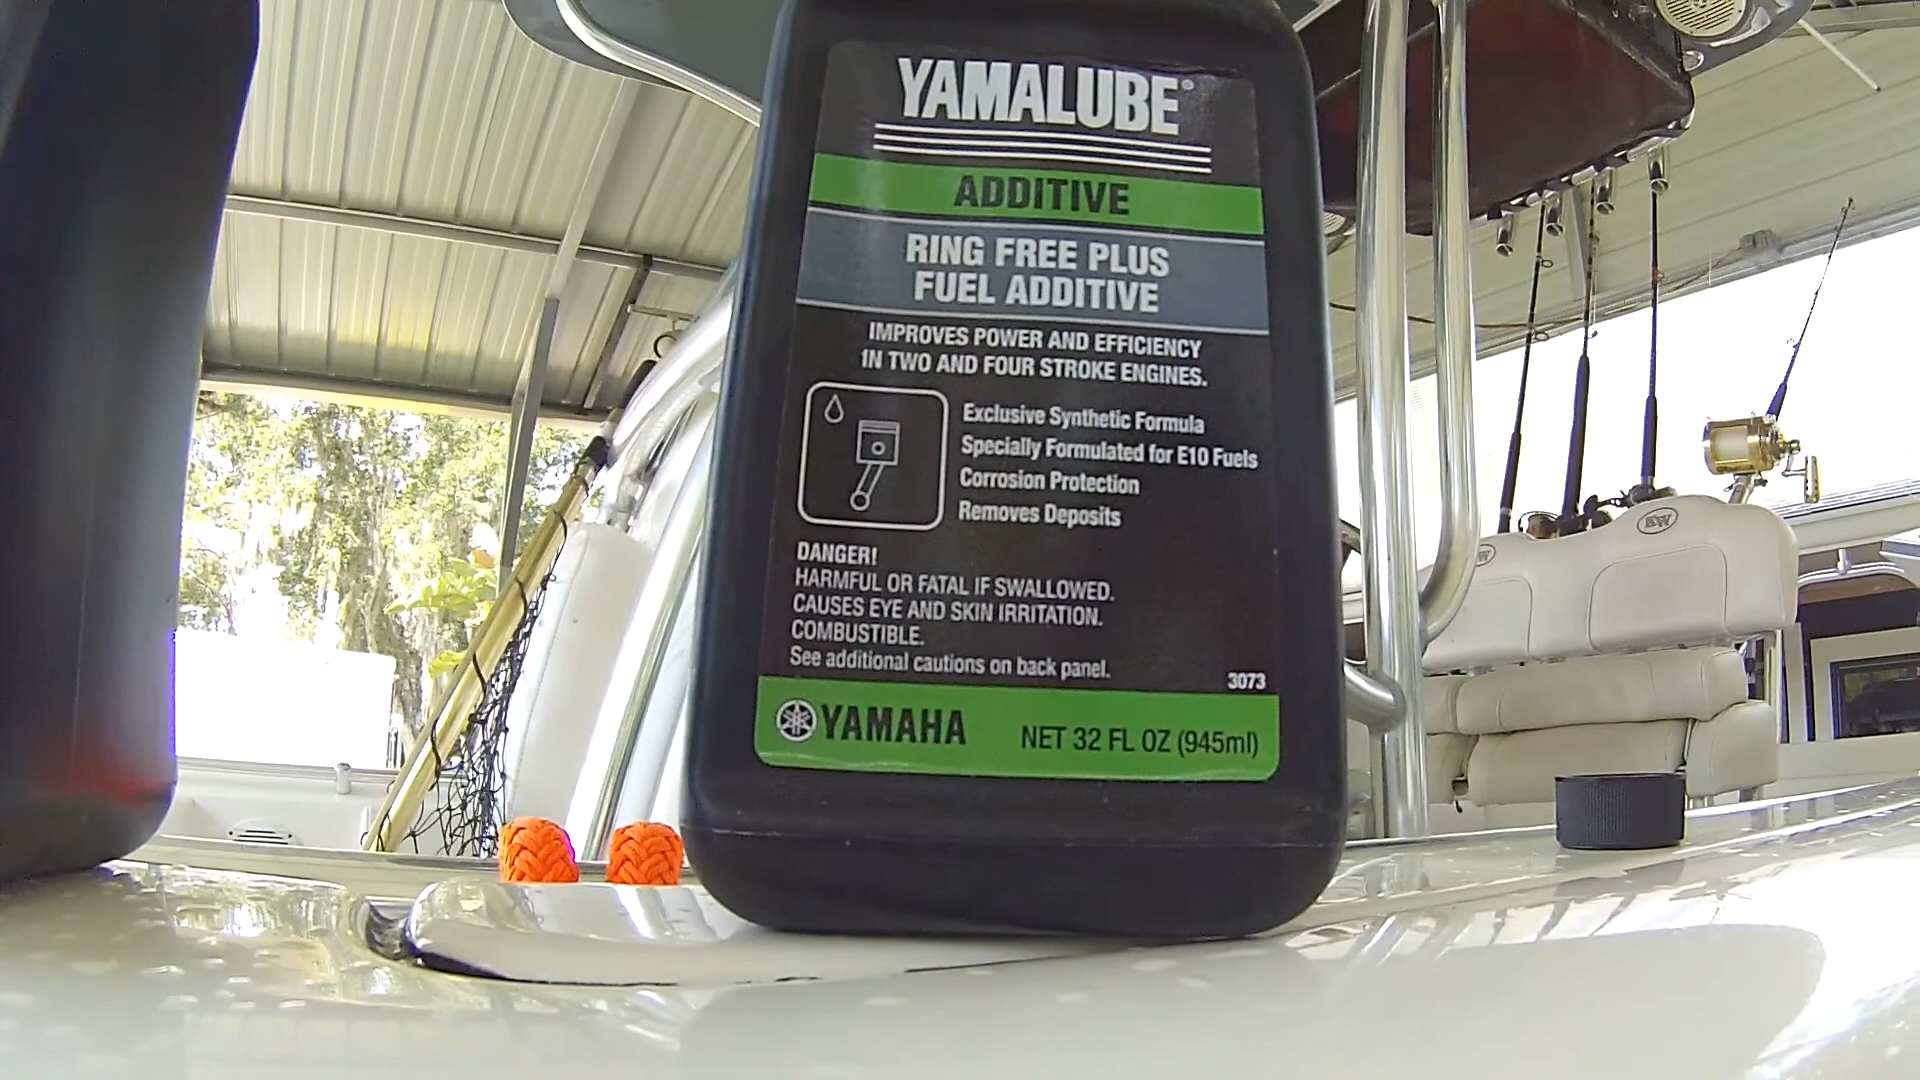 YAMALUBE®
ADDITIVE
RING FREE PLUS
FUEL ADDITIVE
IMPROVES POWER AND EFFICIENCY
IN TWO AND FOUR STROKE ENGINES.
Exclusive Synthetic Formula
Specially Formulated for E10 Fuels
Corrosion Protection
Removes Deposits
DANGER!
HARMFUL OR FATAL IF SWALLOWED.
CAUSES EYE AND SKIN IRRITATION.
COMBUSTIBLE.
See additional cautions on back panel.
3073
YAMAHA NET 32 FL OZ (945ml)